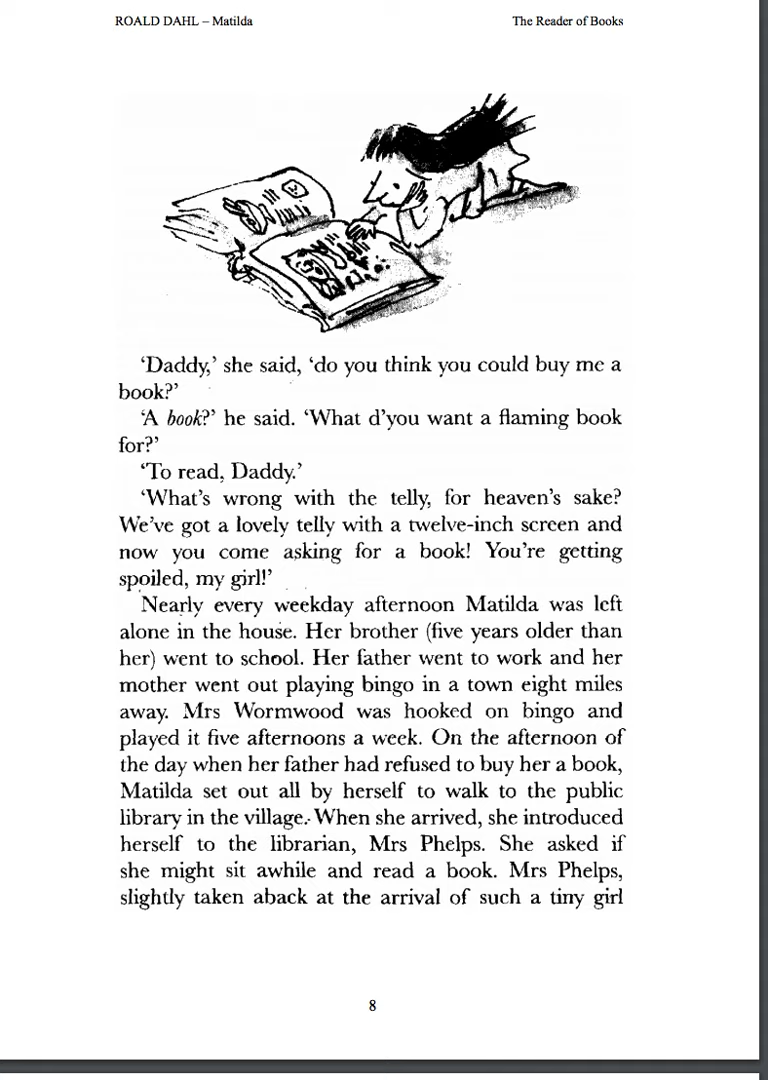 ROALD DAHL – Matilda The Reader of Books
‘Daddy,’ she said, ‘do you think you could buy me a
book?’
‘A book?’ he said. ‘What d’you want a flaming book
for?’
‘To read, Daddy.’
‘What’s wrong with the telly, for heaven’s sake?
We’ve got a lovely telly with a twelve-inch screen and
now you come asking for a book! You’re getting
spoiled, my girl!’
Nearly every weekday afternoon Matilda was left
alone in the house. Her brother (five years older than
her) went to school. Her father went to work and her
mother went out playing bingo in a town eight miles
away. Mrs Wormwood was hooked on bingo and
played it five afternoons a week. On the afternoon of
the day when her father had refused to buy her a book,
Matilda set out all by herself to walk to the public
library in the village. When she arrived, she introduced
herself to the librarian, Mrs Phelps. She asked if
she might sit awhile and read a book. Mrs Phelps,
slightly taken aback at the arrival of such a tiny girl
8